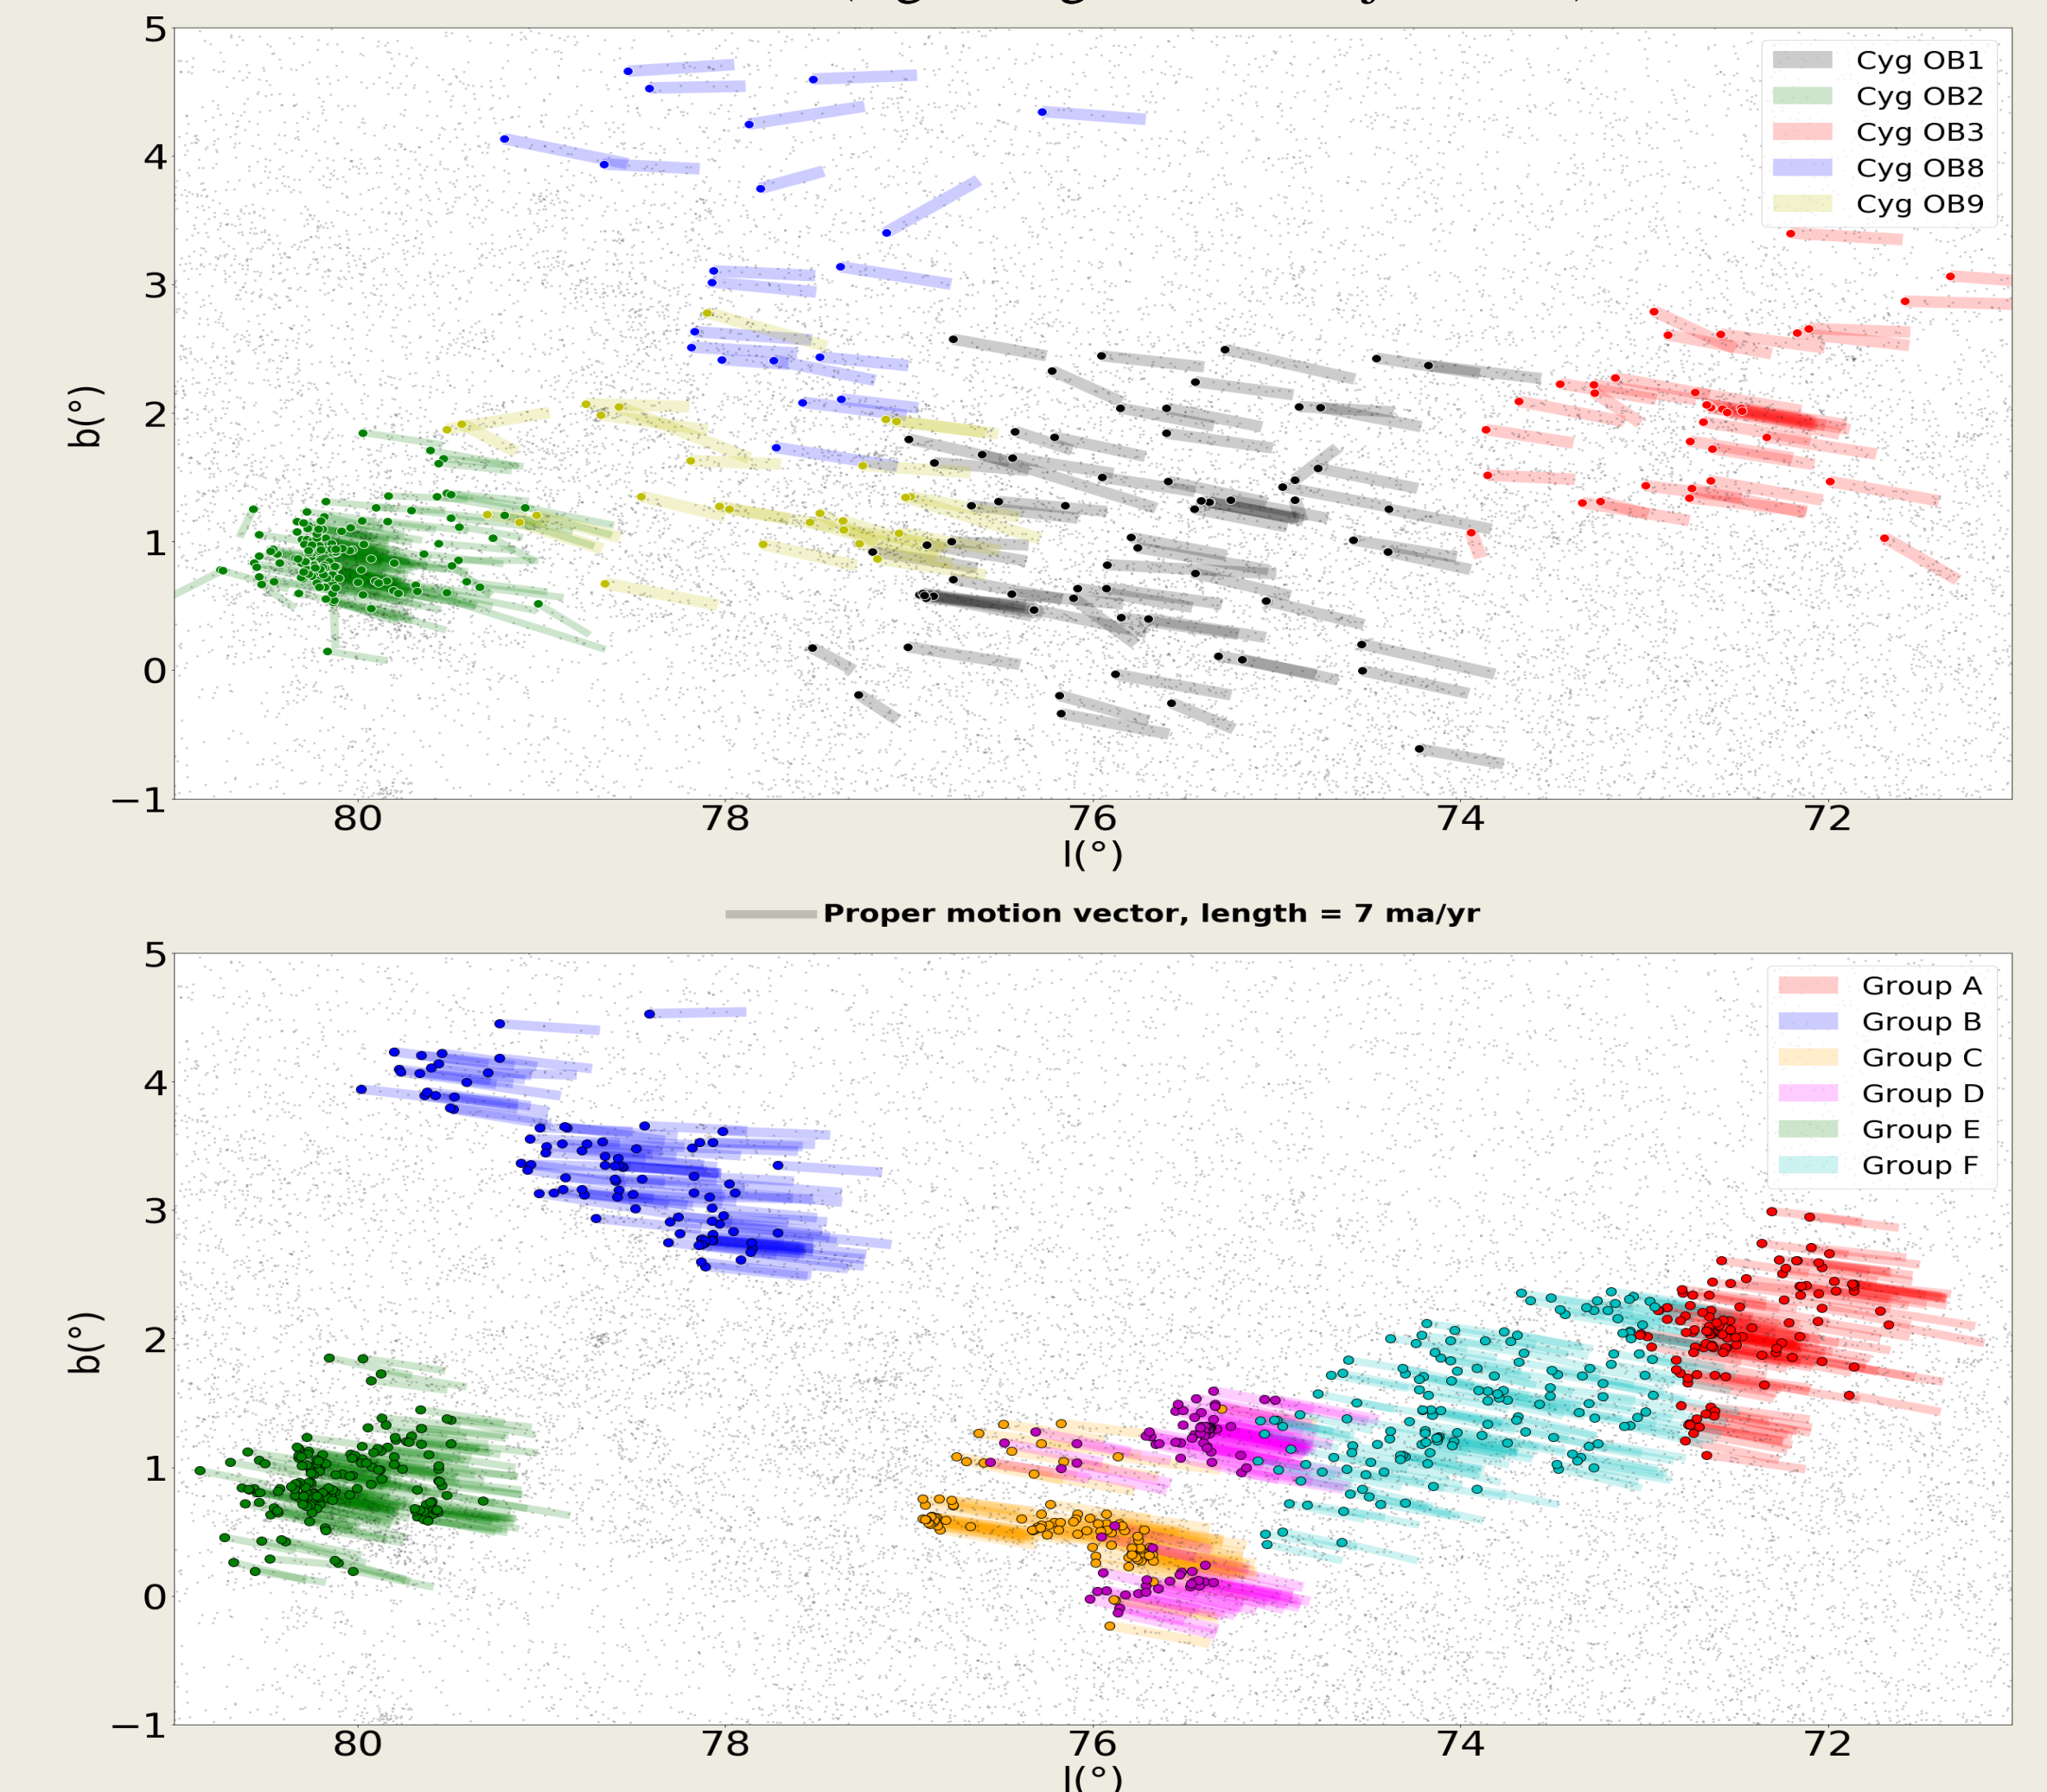 5
4
3
2
1
0
−1
b(°)
Cyg OB1
Cyg OB2
Cyg OB3
Cyg OB8
Cyg OB9
80 78 76 74 72
l(°)
Proper motion vector, length = 7 ma/yr
5
4
3
2
1
0
−1
b(°)
Group A
Group B
Group C
Group D
Group E
Group F
80 78 76 74 72
l(°)